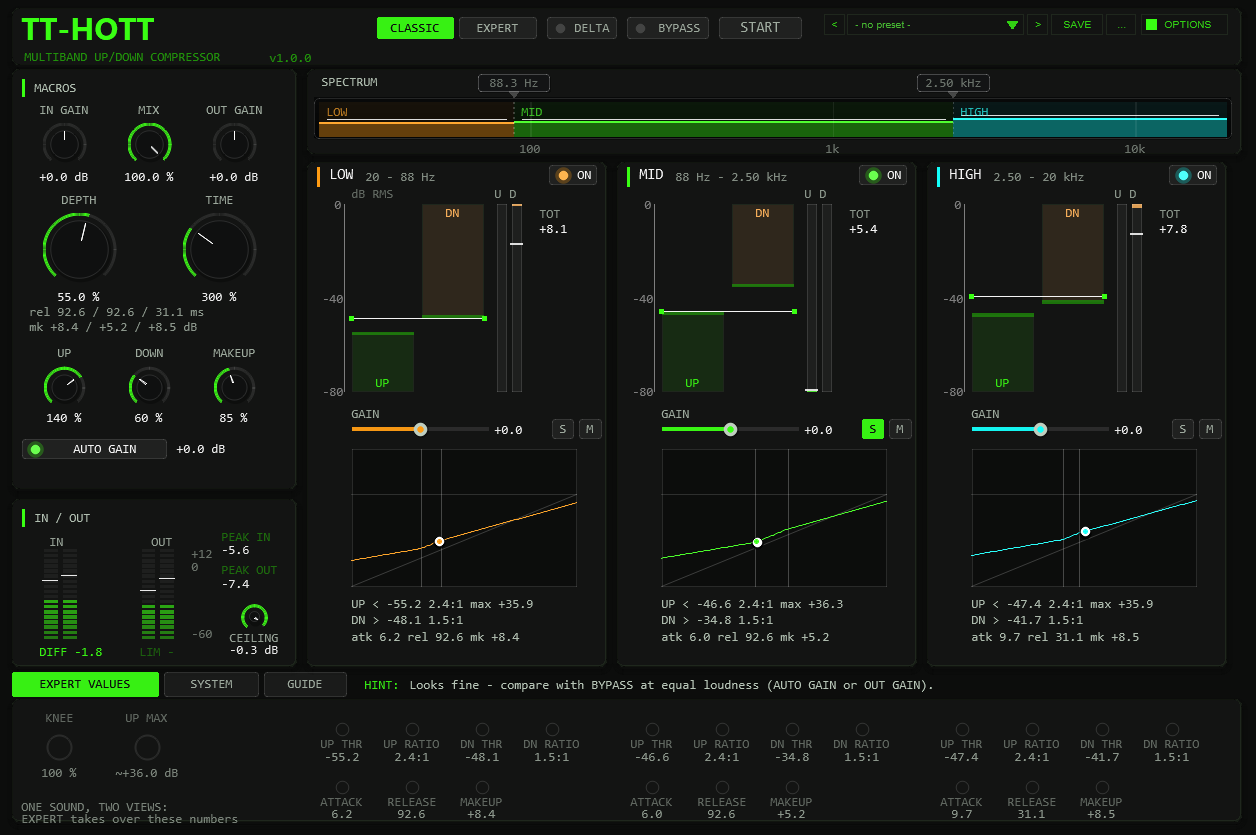 TT-HOTT
CLASSIC EXPERT DELTA BYPASS START < - no preset - > SAVE ... OPTIONS
MULTIBAND UP/DOWN COMPRESSOR v1.0.0
MACROS
IN GAIN MIX OUT GAIN
+0.0 dB 100.0 % +0.0 dB
DEPTH TIME
55.0 % 300 %
rel 92.6 / 92.6 / 31.1 ms
mk +8.4 / +5.2 / +8.5 dB
UP DOWN MAKEUP
140 % 60 % 85 %
AUTO GAIN +0.0 dB
IN / OUT
IN OUT PEAK IN
+12 -5.6
0 PEAK OUT
-7.4
-60 CEILING
DIFF -1.8 LIM - -0.3 dB
SPECTRUM 88.3 Hz 2.50 kHz
LOW MID HIGH
100 1k 10k
LOW 20 - 88 Hz ON
dB RMS U D
0 DN TOT
+8.1
-40
-80 UP
GAIN
+0.0 S M
UP < -55.2 2.4:1 max +35.9
DN > -48.1 1.5:1
atk 6.2 rel 92.6 mk +8.4
MID 88 Hz - 2.50 kHz ON
U D
0 DN TOT
+5.4
-40
-80 UP
GAIN
+0.0 S M
UP < -46.6 2.4:1 max +36.3
DN > -34.8 1.5:1
atk 6.0 rel 92.6 mk +5.2
HIGH 2.50 - 20 kHz ON
U D
0 DN TOT
+7.8
-40
-80 UP
GAIN
+0.0 S M
UP < -47.4 2.4:1 max +35.9
DN > -41.7 1.5:1
atk 9.7 rel 31.1 mk +8.5
EXPERT VALUES SYSTEM GUIDE HINT: Looks fine - compare with BYPASS at equal loudness (AUTO GAIN or OUT GAIN).
KNEE UP MAX
100 % ~+36.0 dB
ONE SOUND, TWO VIEWS:
EXPERT takes over these numbers
UP THR UP RATIO DN THR DN RATIO
-55.2 2.4:1 -48.1 1.5:1
ATTACK RELEASE MAKEUP
6.2 92.6 +8.4
UP THR UP RATIO DN THR DN RATIO
-46.6 2.4:1 -34.8 1.5:1
ATTACK RELEASE MAKEUP
6.0 92.6 +5.2
UP THR UP RATIO DN THR DN RATIO
-47.4 2.4:1 -41.7 1.5:1
ATTACK RELEASE MAKEUP
9.7 31.1 +8.5